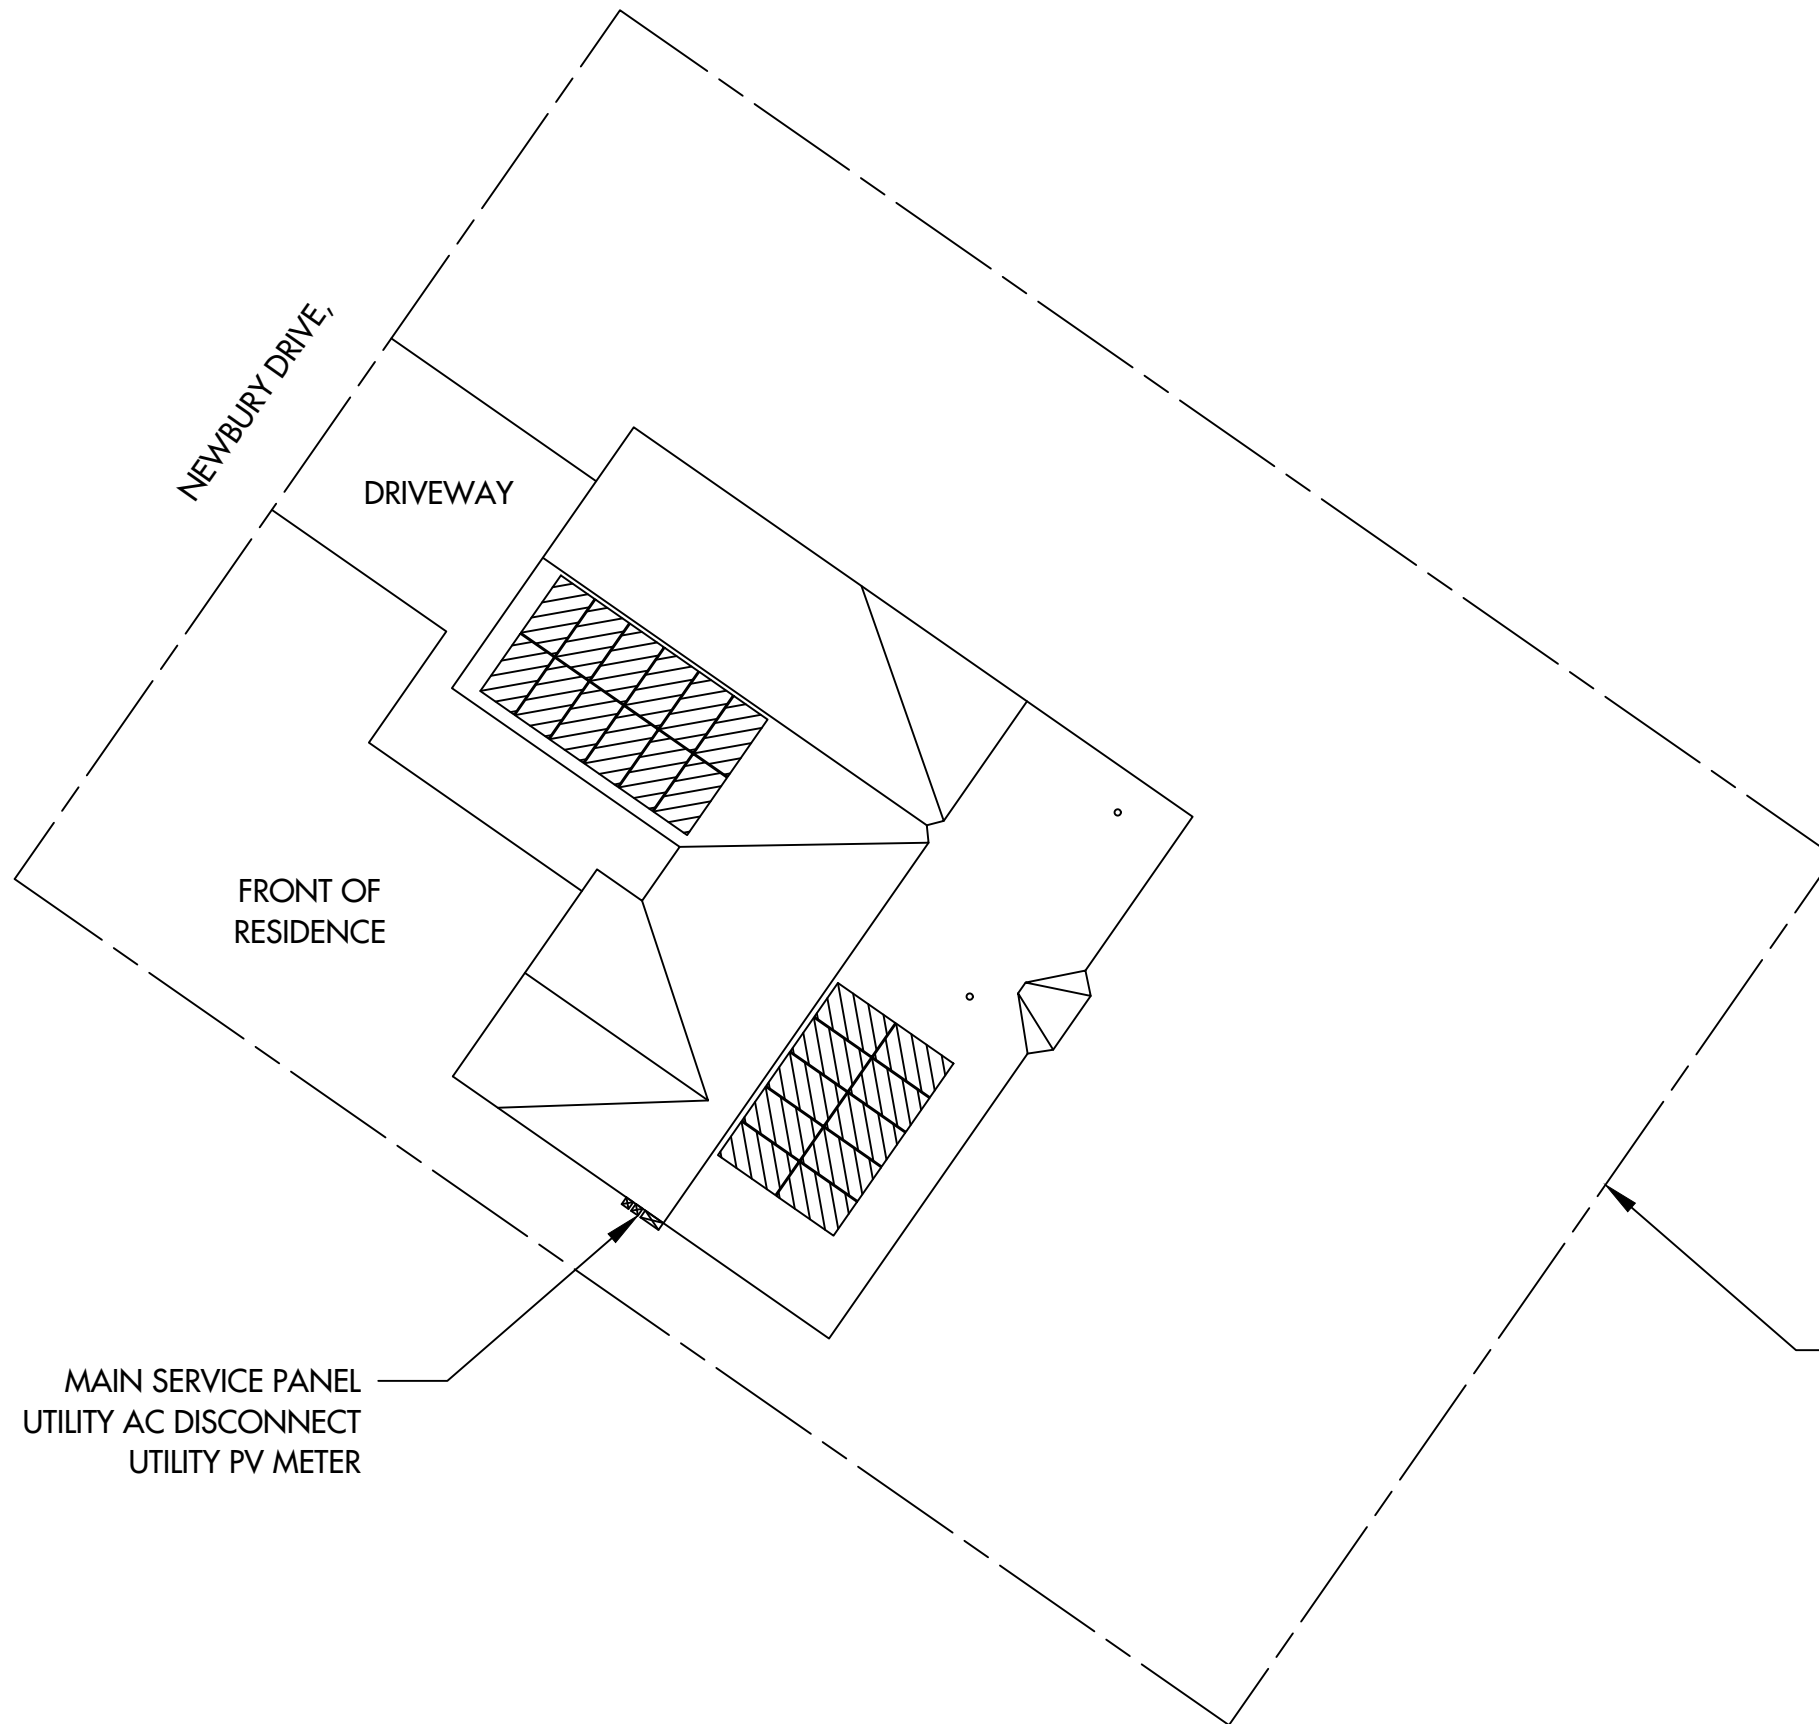 NEWBURY DRIVE,
DRIVEWAY
FRONT OF
RESIDENCE
MAIN SERVICE PANEL
UTILITY AC DISCONNECT
UTILITY PV METER